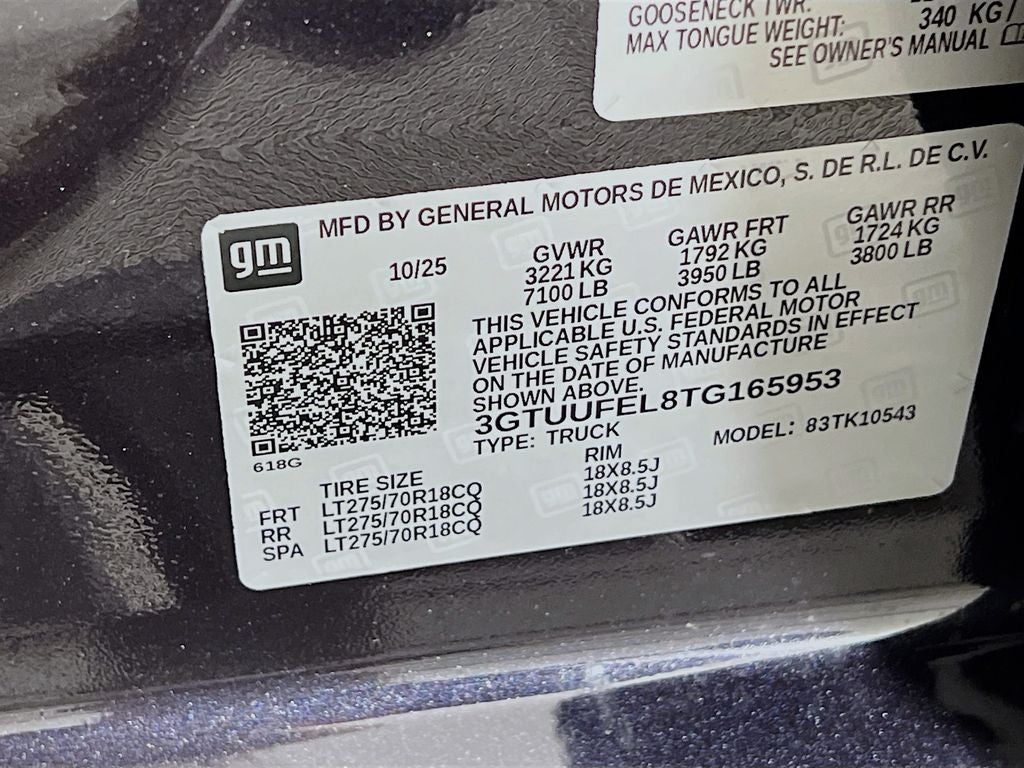 GOOSENECK TWR:
340 KG/
MAX TONGUE WEIGHT:
SEE OWNER'S MANUAL
gm
MFD BY GENERAL MOTORS DE MEXICO, S. DE R.L. DE C.V.
10/25
GVWR
3221 KG
7100 LB
GAWR FRT
1792 KG
3950 LB
GAWR RR
1724 KG
3800 LB
THIS VEHICLE CONFORMS TO ALL
APPLICABLE U.S. FEDERAL MOTOR
VEHICLE SAFETY STANDARDS IN EFFECT
ON THE DATE OF MANUFACTURE
SHOWN ABOVE.
3GTUUFEL8TG165953
TYPE: TRUCK
MODEL: 83TK10543
618G
TIRE SIZE RIM
FRT LT275/70R18CQ 18X8.5J
RR LT275/70R18CQ 18X8.5J
SPA LT275/70R18CQ 18X8.5J